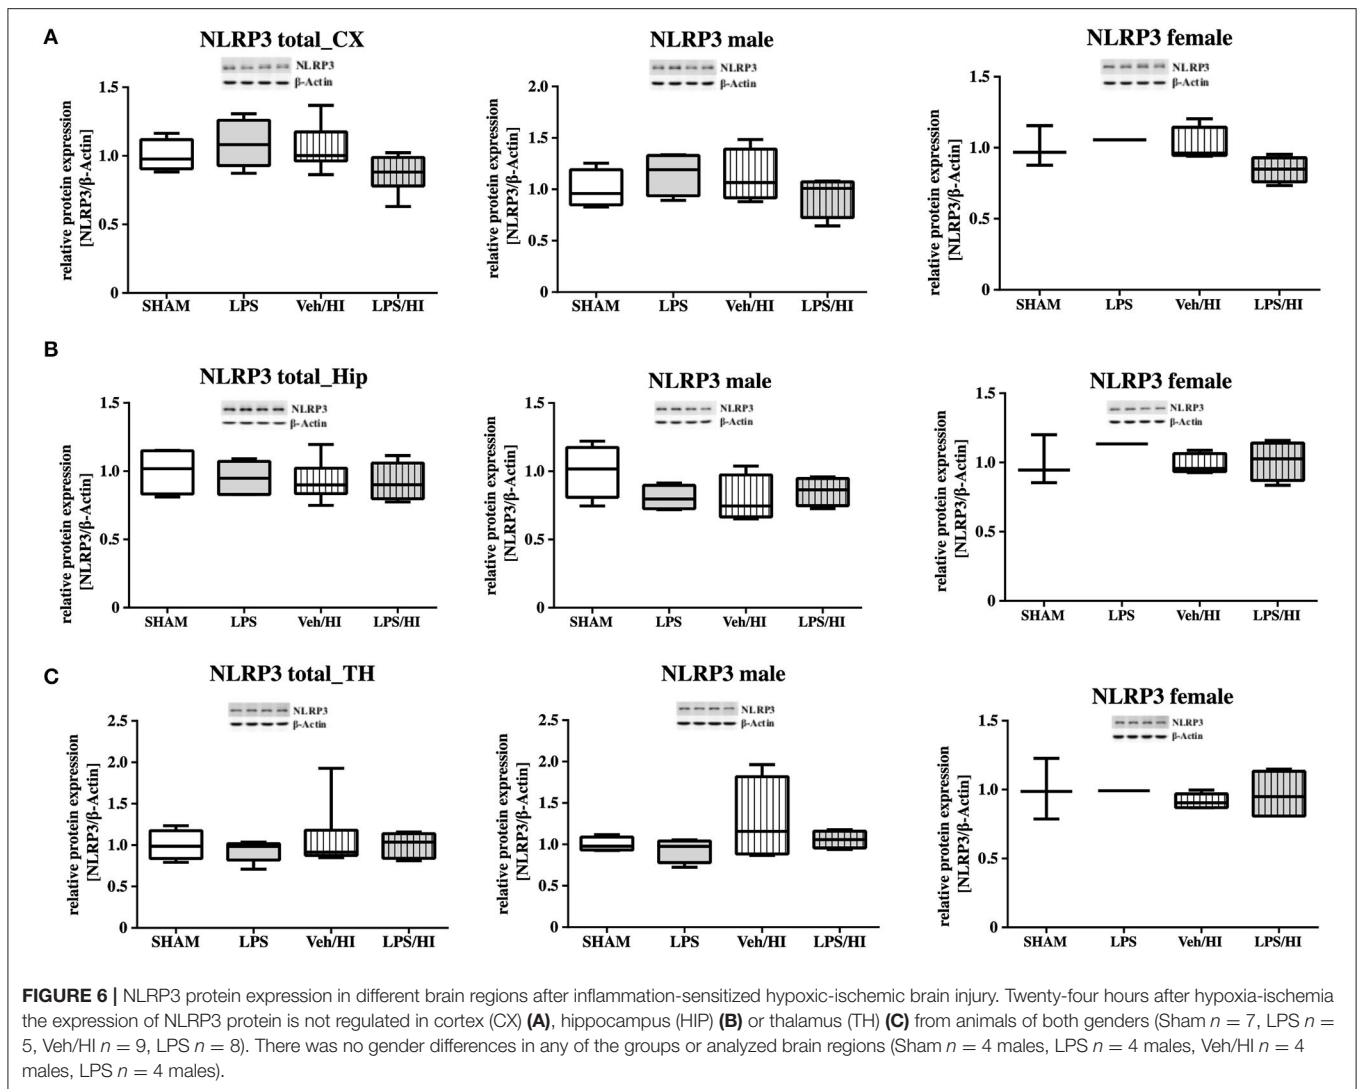 A
NLRP3 total_CX
NLRP3
β-Actin
relative protein expression
[NLRP3/β-Actin]
1.5
1.0
0.5
0
SHAM LPS Veh/HI LPS/HI
NLRP3 male
NLRP3
β-Actin
relative protein expression
[NLRP3/β-Actin]
2.0
1.5
1.0
0.5
0
SHAM LPS Veh/HI LPS/HI
NLRP3 female
NLRP3
β-Actin
relative protein expression
[NLRP3/β-Actin]
1.5
1.0
0.5
0
SHAM LPS Veh/HI LPS/HI
B
NLRP3 total_Hip
NLRP3
β-Actin
relative protein expression
[NLRP3/β-Actin]
1.5
1.0
0.5
0
SHAM LPS Veh/HI LPS/HI
NLRP3 male
NLRP3
β-Actin
relative protein expression
[NLRP3/β-Actin]
1.5
1.0
0.5
0
SHAM LPS Veh/HI LPS/HI
NLRP3 female
NLRP3
β-Actin
relative protein expression
[NLRP3/β-Actin]
1.5
1.0
0.5
0
SHAM LPS Veh/HI LPS/HI
C
NLRP3 total_TH
NLRP3
β-Actin
relative protein expression
[NLRP3/β-Actin]
2.5
2.0
1.5
1.0
0.5
0
SHAM LPS Veh/HI LPS/HI
NLRP3 male
NLRP3
β-Actin
relative protein expression
[NLRP3/β-Actin]
2.5
2.0
1.5
1.0
0.5
0
SHAM LPS Veh/HI LPS/HI
NLRP3 female
NLRP3
β-Actin
relative protein expression
[NLRP3/β-Actin]
1.5
1.0
0.5
0
SHAM LPS Veh/HI LPS/HI
FIGURE 6 | NLRP3 protein expression in different brain regions after inflammation-sensitized hypoxic-ischemic brain injury. Twenty-four hours after hypoxia-ischemia
the expression of NLRP3 protein is not regulated in cortex (CX) (A), hippocampus (HIP) (B) or thalamus (TH) (C) from animals of both genders (Sham n = 7, LPS n =
5, Veh/HI n = 9, LPS n = 8). There was no gender differences in any of the groups or analyzed brain regions (Sham n = 4 males, LPS n = 4 males, Veh/HI n = 4
males, LPS n = 4 males).